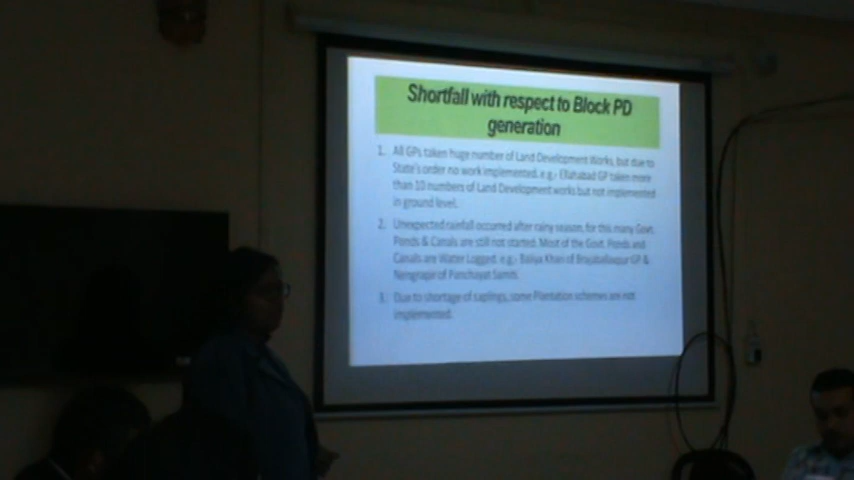 Shortfall with respect to Block PD
generation
1. All GPs taken huge number of Land Development Works, but due to
State's order no work implemented. e.g.- Ellahabad GP taken more
than 10 numbers of Land Development works but not implemented
in ground level.
2. Unexpected rainfall occurred after rainy season, for this many Govt.
Ponds & Canals are still not started. Most of the Govt. Ponds and
Canals are Water Logged. e.g.- Khan of GP &
of Panchayat Samiti.
3. Due to shortage of saplings, some Plantation schemes are not
implemented.